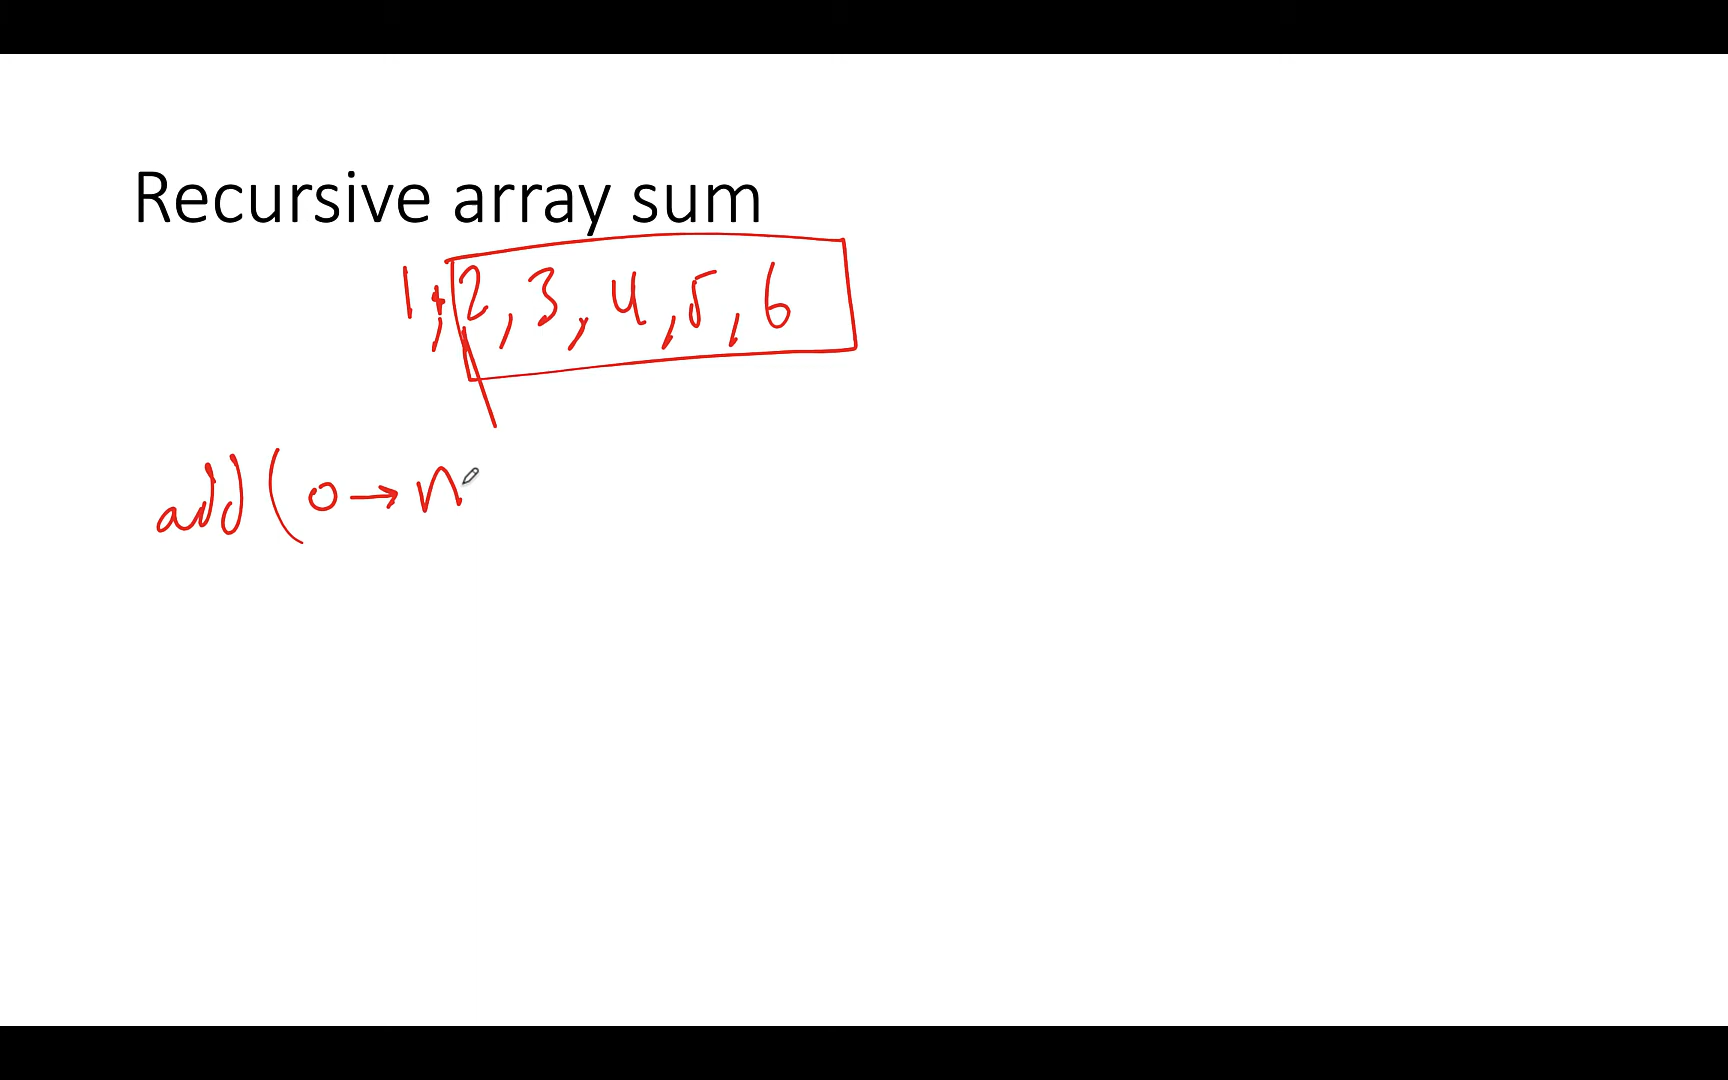 Recursive array sum
1, + 2, 3, 4, 5, 6
add ( 0 → n